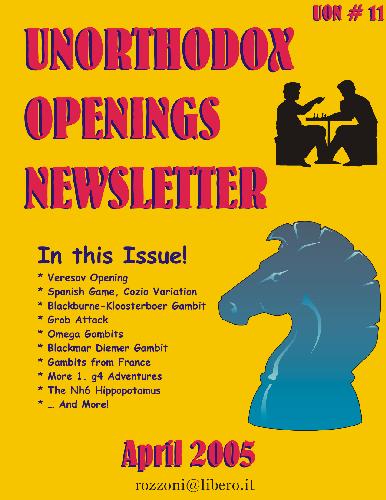 UON # 11
UNORTHODOX
OPENINGS
NEWSLETTER
In this Issue!
* Veresov Opening
* Spanish Game, Cozio Variation
* Blackburne-Kloosterboer Gambit
* Grob Attack
* Omega Gambits
* Blackmar Diemer Gambit
* Gambits from France
* More 1. g4 Adventures
* The Nh6 Hippopotamus
* ... And More!
April 2005
rozzoni@libero.it